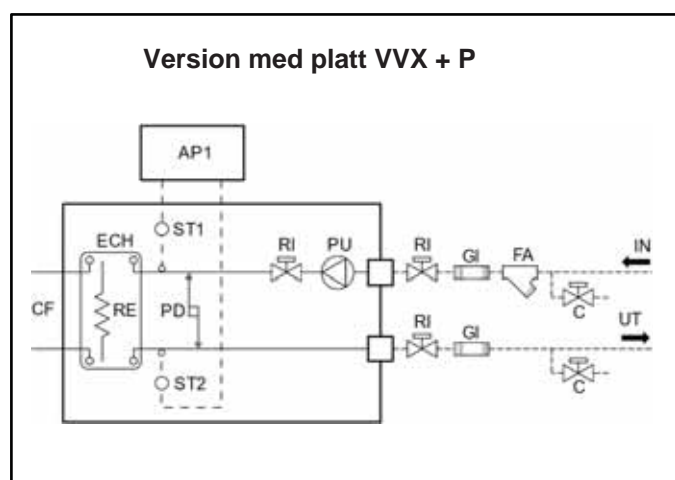 Version med platt VVX + P
AP1
ST1
ECH
RI
PU
RI
GI
FA
IN
CF
RE
PD
C
UT
RI
GI
ST2
C